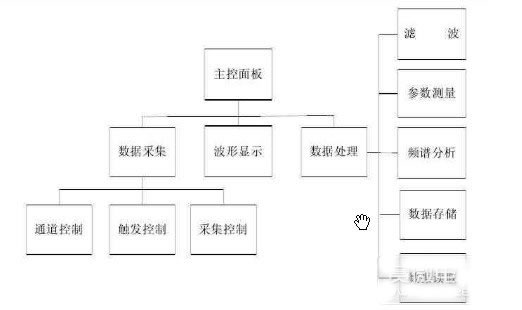 滤 波
主控面板
参数测量
数据采集
波形显示
数据处理
频谱分析
通道控制
触发控制
采集控制
数据存储